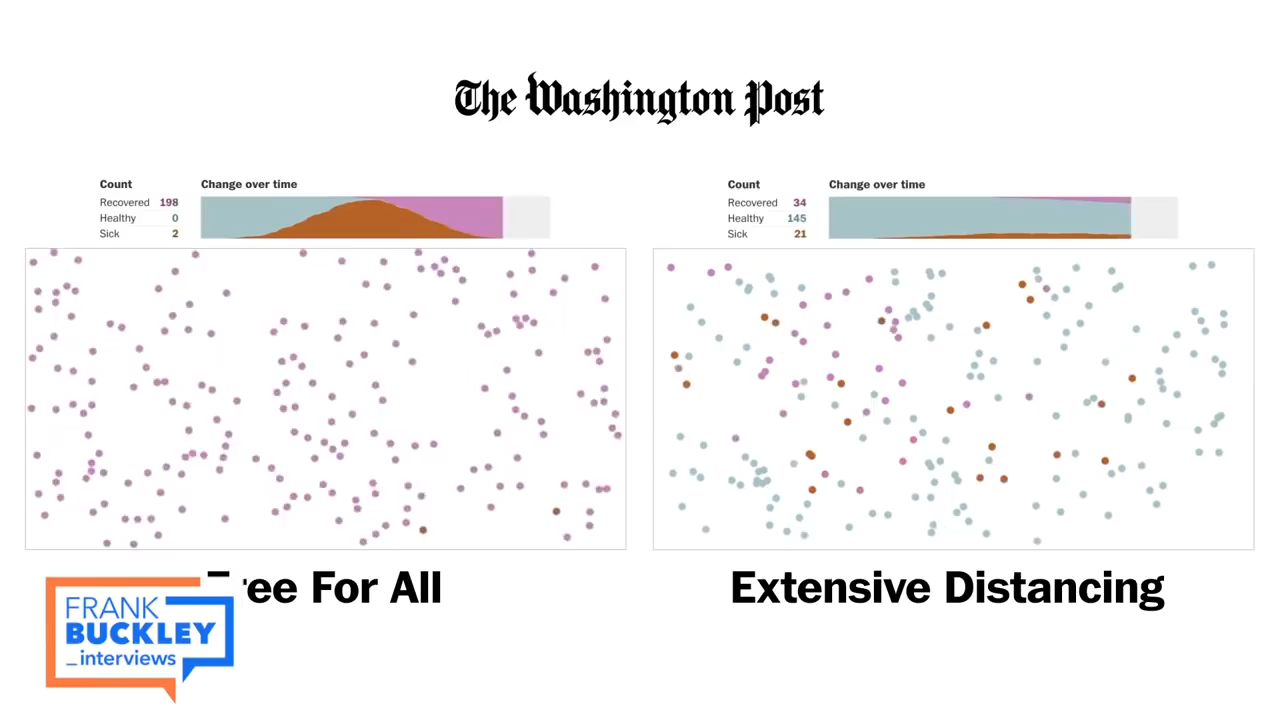 The Washington Post
Count
Change over time
Recovered 198
Healthy 0
Sick 2
Count
Change over time
Recovered 34
Healthy 145
Sick 21
Free For All
Extensive Distancing
FRANK
BUCKLEY
_interviews